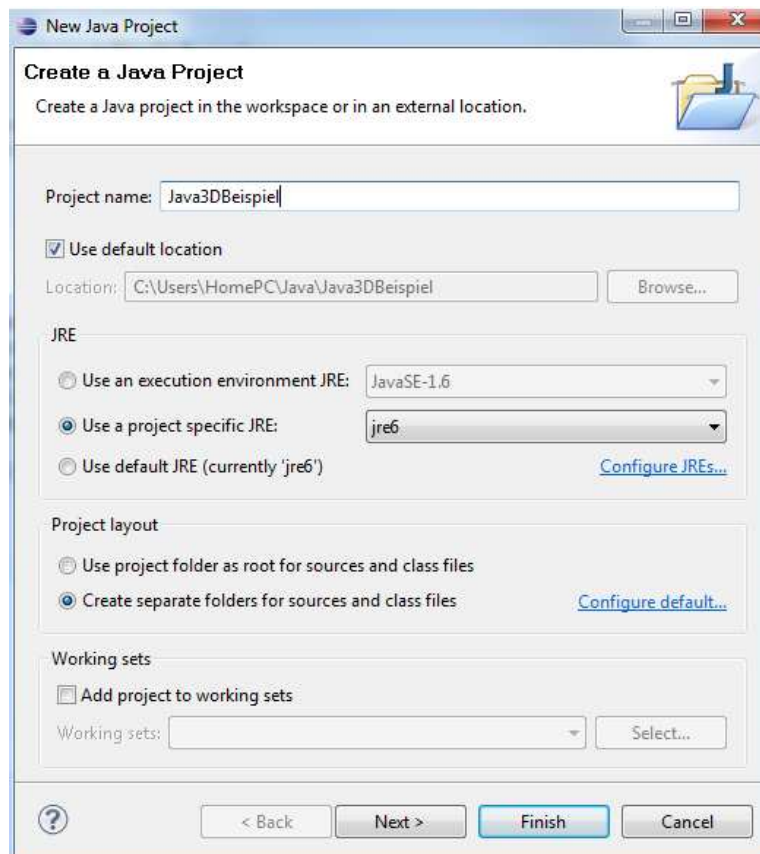 New Java Project
Create a Java Project
Create a Java project in the workspace or in an external location.
Project name: Java3DBeispiel
Use default location
Location: C:\Users\HomePC\Java\Java3DBeispiel Browse...
JRE
Use an execution environment JRE: JavaSE-1.6
Use a project specific JRE: jre6
Use default JRE (currently 'jre6') Configure JREs...
Project layout
Use project folder as root for sources and class files
Create separate folders for sources and class files Configure default...
Working sets
Add project to working sets
Working sets: Select...
? < Back Next > Finish Cancel